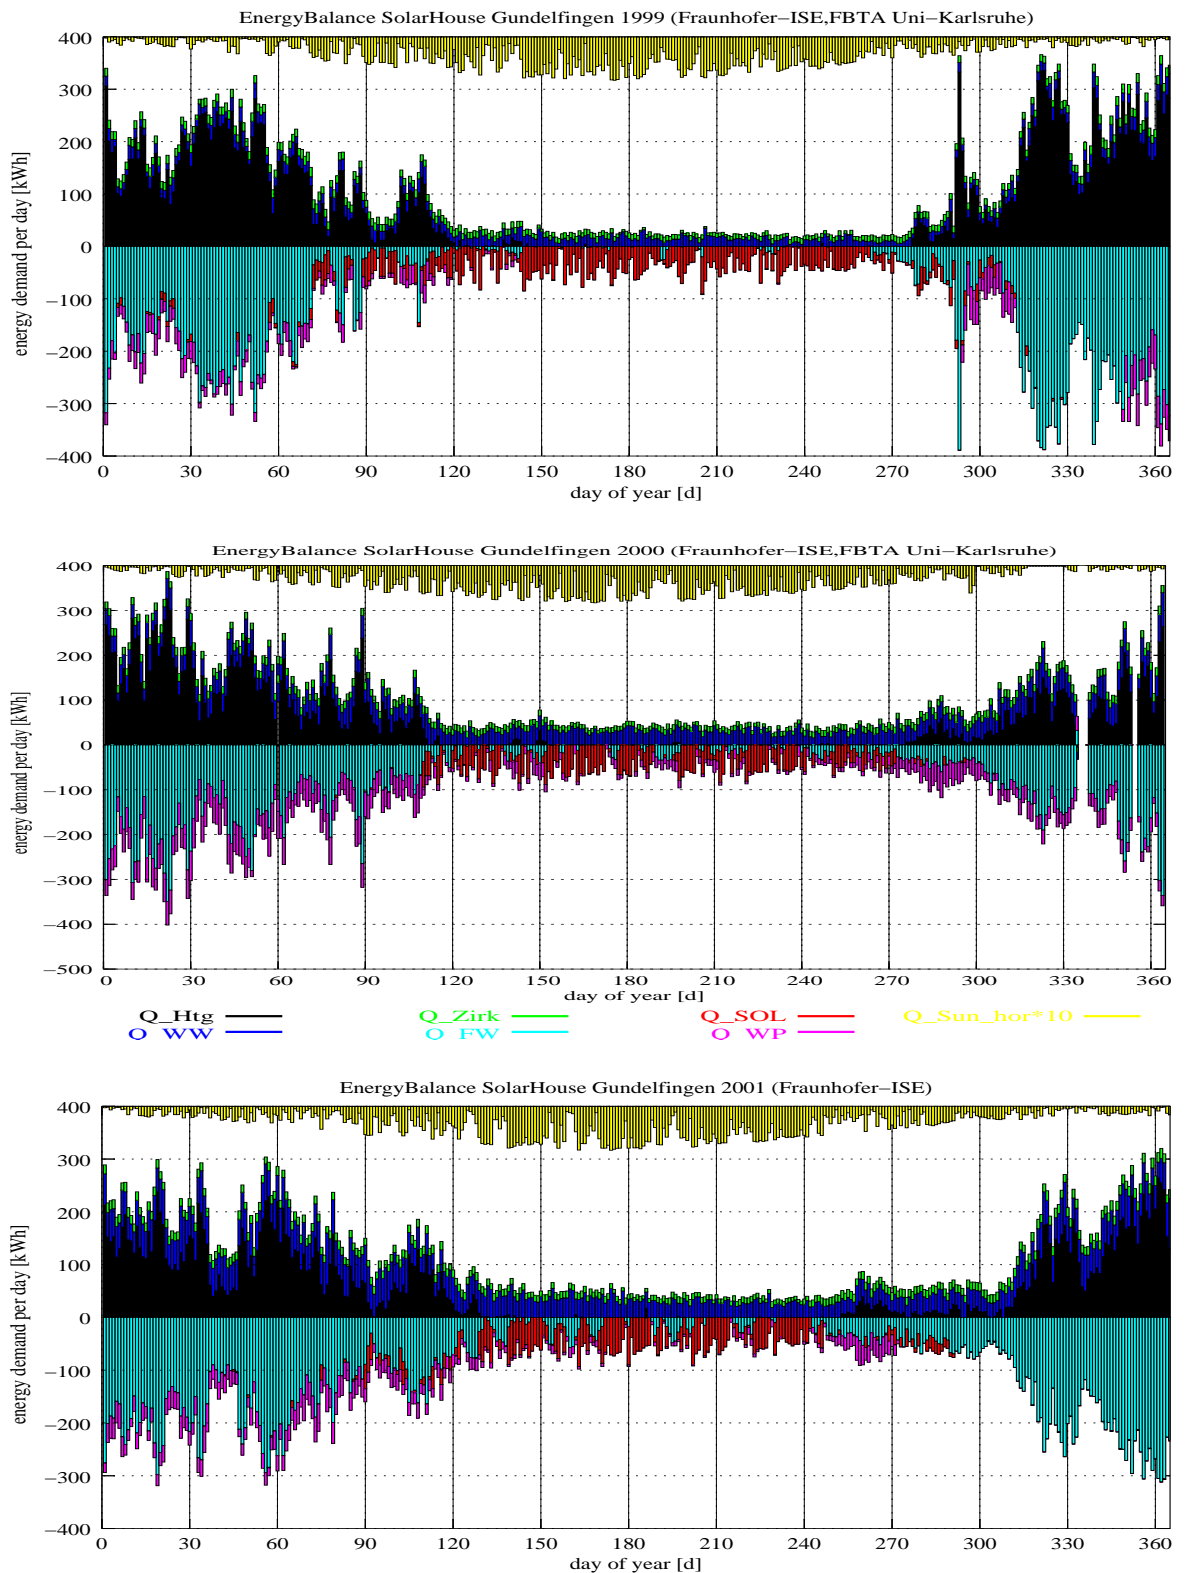 EnergyBalance SolarHouse Gundelfingen 1999 (Fraunhofer−ISE,FBTA Uni−Karlsruhe)
400
300
200
100
0
−100
−200
−300
−400
energy demand per day [kWh]
0 30 60 90 120 150 180 210 240 270 300 330 360
day of year [d]
EnergyBalance SolarHouse Gundelfingen 2000 (Fraunhofer−ISE,FBTA Uni−Karlsruhe)
400
300
200
100
0
−100
−200
−300
−400
−500
energy demand per day [kWh]
0 30 60 90 120 150 180 210 240 270 300 330 360
day of year [d]
Q_Htg Q_Zirk Q_SOL Q_Sun_hor*10
Q WW Q FW Q WP
EnergyBalance SolarHouse Gundelfingen 2001 (Fraunhofer−ISE)
400
300
200
100
0
−100
−200
−300
−400
energy demand per day [kWh]
0 30 60 90 120 150 180 210 240 270 300 330 360
day of year [d]